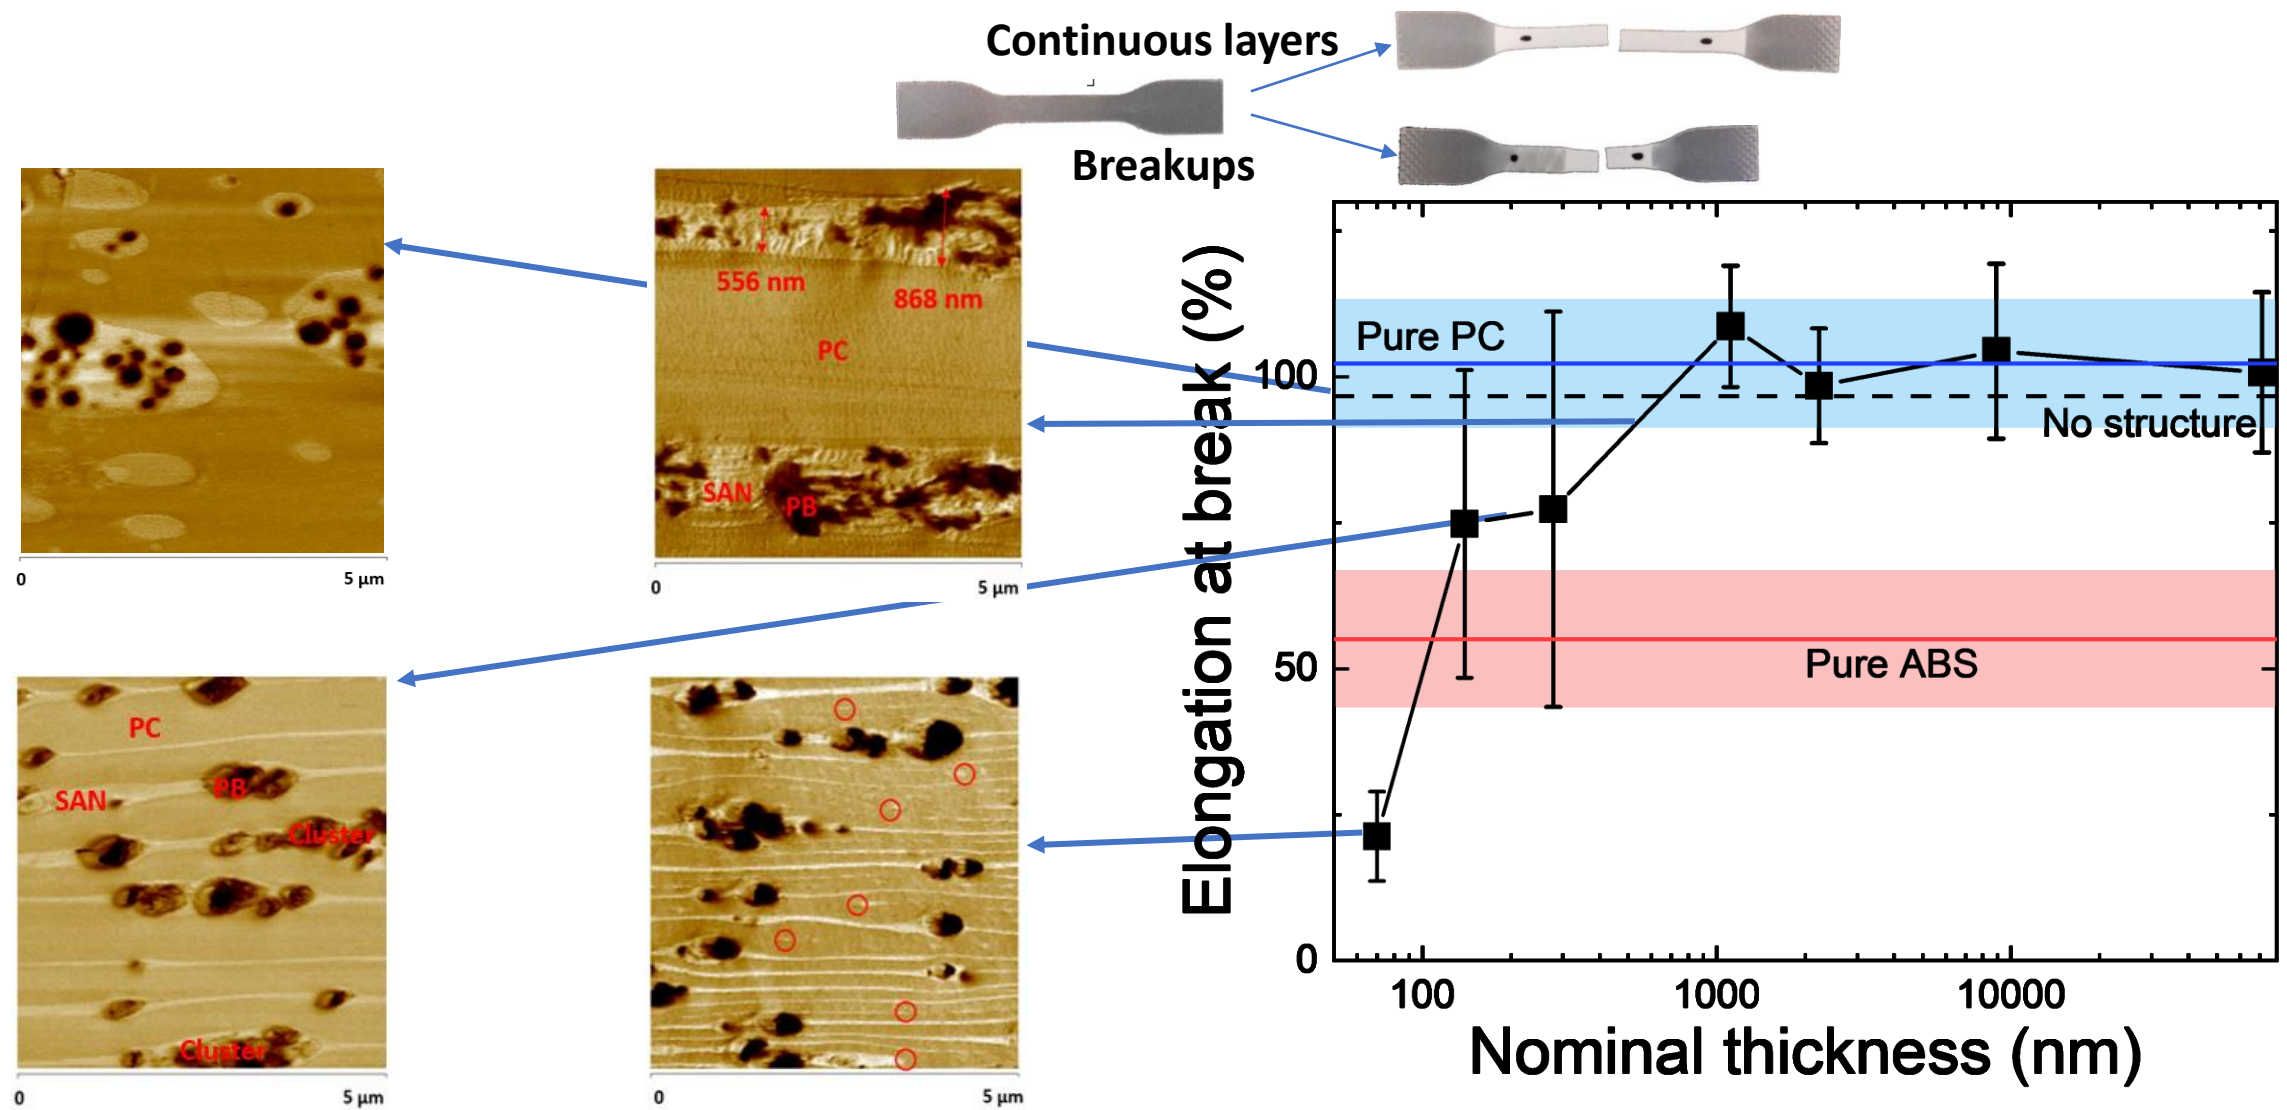 Continuous layers
Breakups
556 nm
868 nm
PC
SAN
PB
0
5 µm
0
5 µm
PC
SAN
PB
Cluster
Cluster
0
5 µm
0
5 µm
Elongation at break (%)
100
50
0
Pure PC
No structure
Pure ABS
100
1000
10000
Nominal thickness (nm)